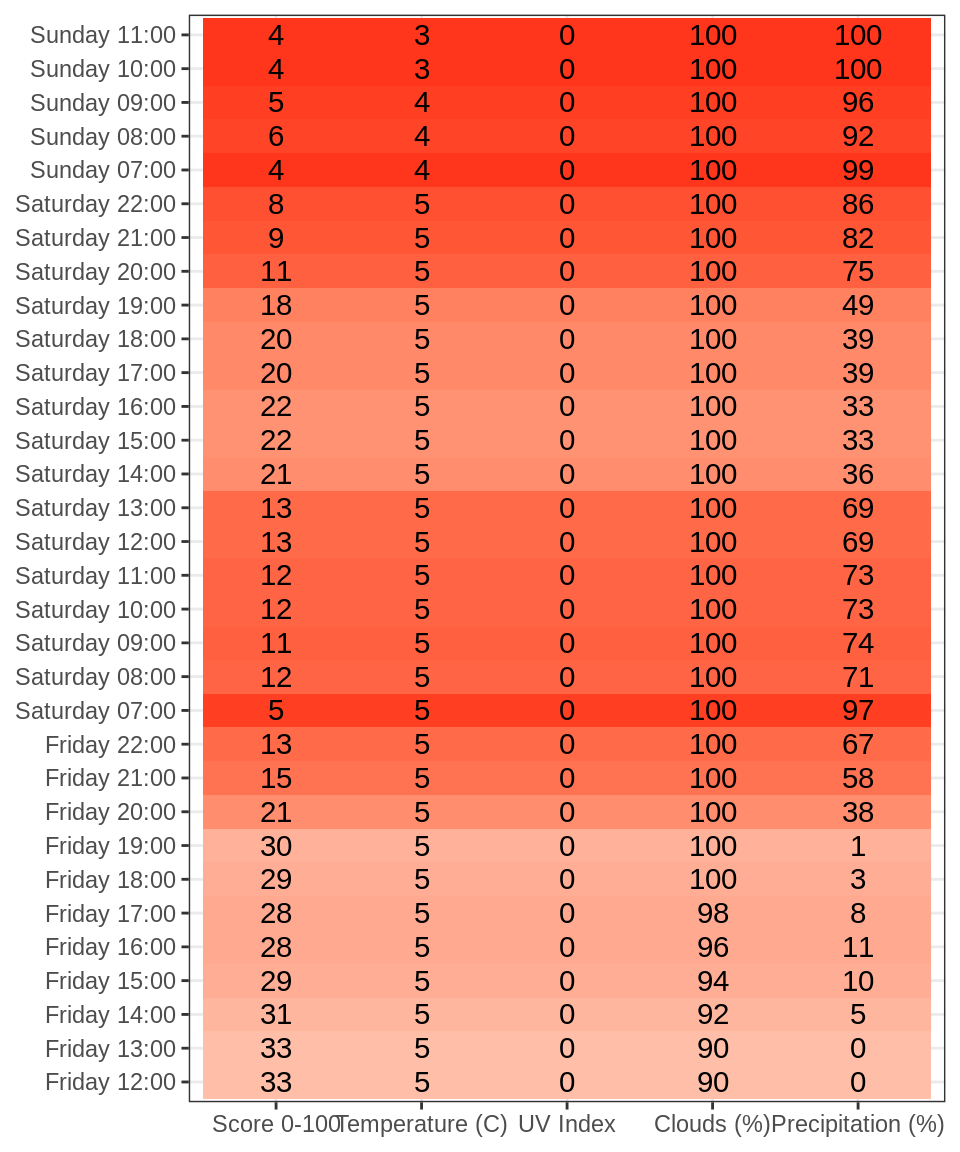 Sunday 11:00 4 3 0 100 100
Sunday 10:00 4 3 0 100 100
Sunday 09:00 5 4 0 100 96
Sunday 08:00 6 4 0 100 92
Sunday 07:00 4 4 0 100 99
Saturday 22:00 8 5 0 100 86
Saturday 21:00 9 5 0 100 82
Saturday 20:00 11 5 0 100 75
Saturday 19:00 18 5 0 100 49
Saturday 18:00 20 5 0 100 39
Saturday 17:00 20 5 0 100 39
Saturday 16:00 22 5 0 100 33
Saturday 15:00 22 5 0 100 33
Saturday 14:00 21 5 0 100 36
Saturday 13:00 13 5 0 100 69
Saturday 12:00 13 5 0 100 69
Saturday 11:00 12 5 0 100 73
Saturday 10:00 12 5 0 100 73
Saturday 09:00 11 5 0 100 74
Saturday 08:00 12 5 0 100 71
Saturday 07:00 5 5 0 100 97
Friday 22:00 13 5 0 100 67
Friday 21:00 15 5 0 100 58
Friday 20:00 21 5 0 100 38
Friday 19:00 30 5 0 100 1
Friday 18:00 29 5 0 100 3
Friday 17:00 28 5 0 98 8
Friday 16:00 28 5 0 96 11
Friday 15:00 29 5 0 94 10
Friday 14:00 31 5 0 92 5
Friday 13:00 33 5 0 90 0
Friday 12:00 33 5 0 90 0
Score 0-100 Temperature (C) UV Index Clouds (%) Precipitation (%)